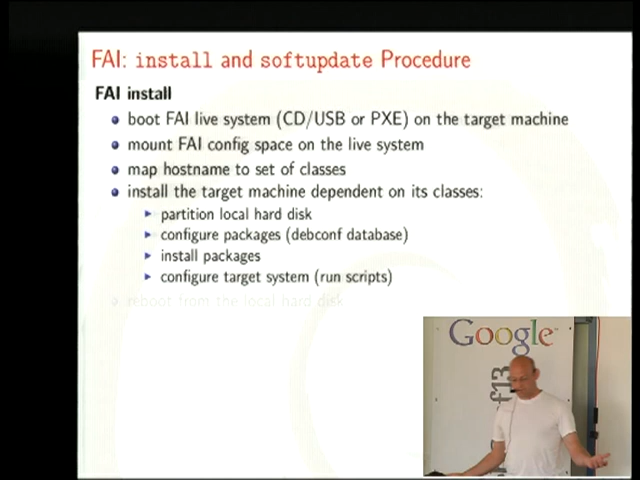 FAI: install and softupdate Procedure
FAI install
boot FAI live system (CD/USB or PXE) on the target machine
mount FAI config space on the live system
map hostname to set of classes
install the target machine dependent on its classes:
partition local hard disk
configure packages (debconf database)
install packages
configure target system (run scripts)
reboot from the local hard disk
Google
f13